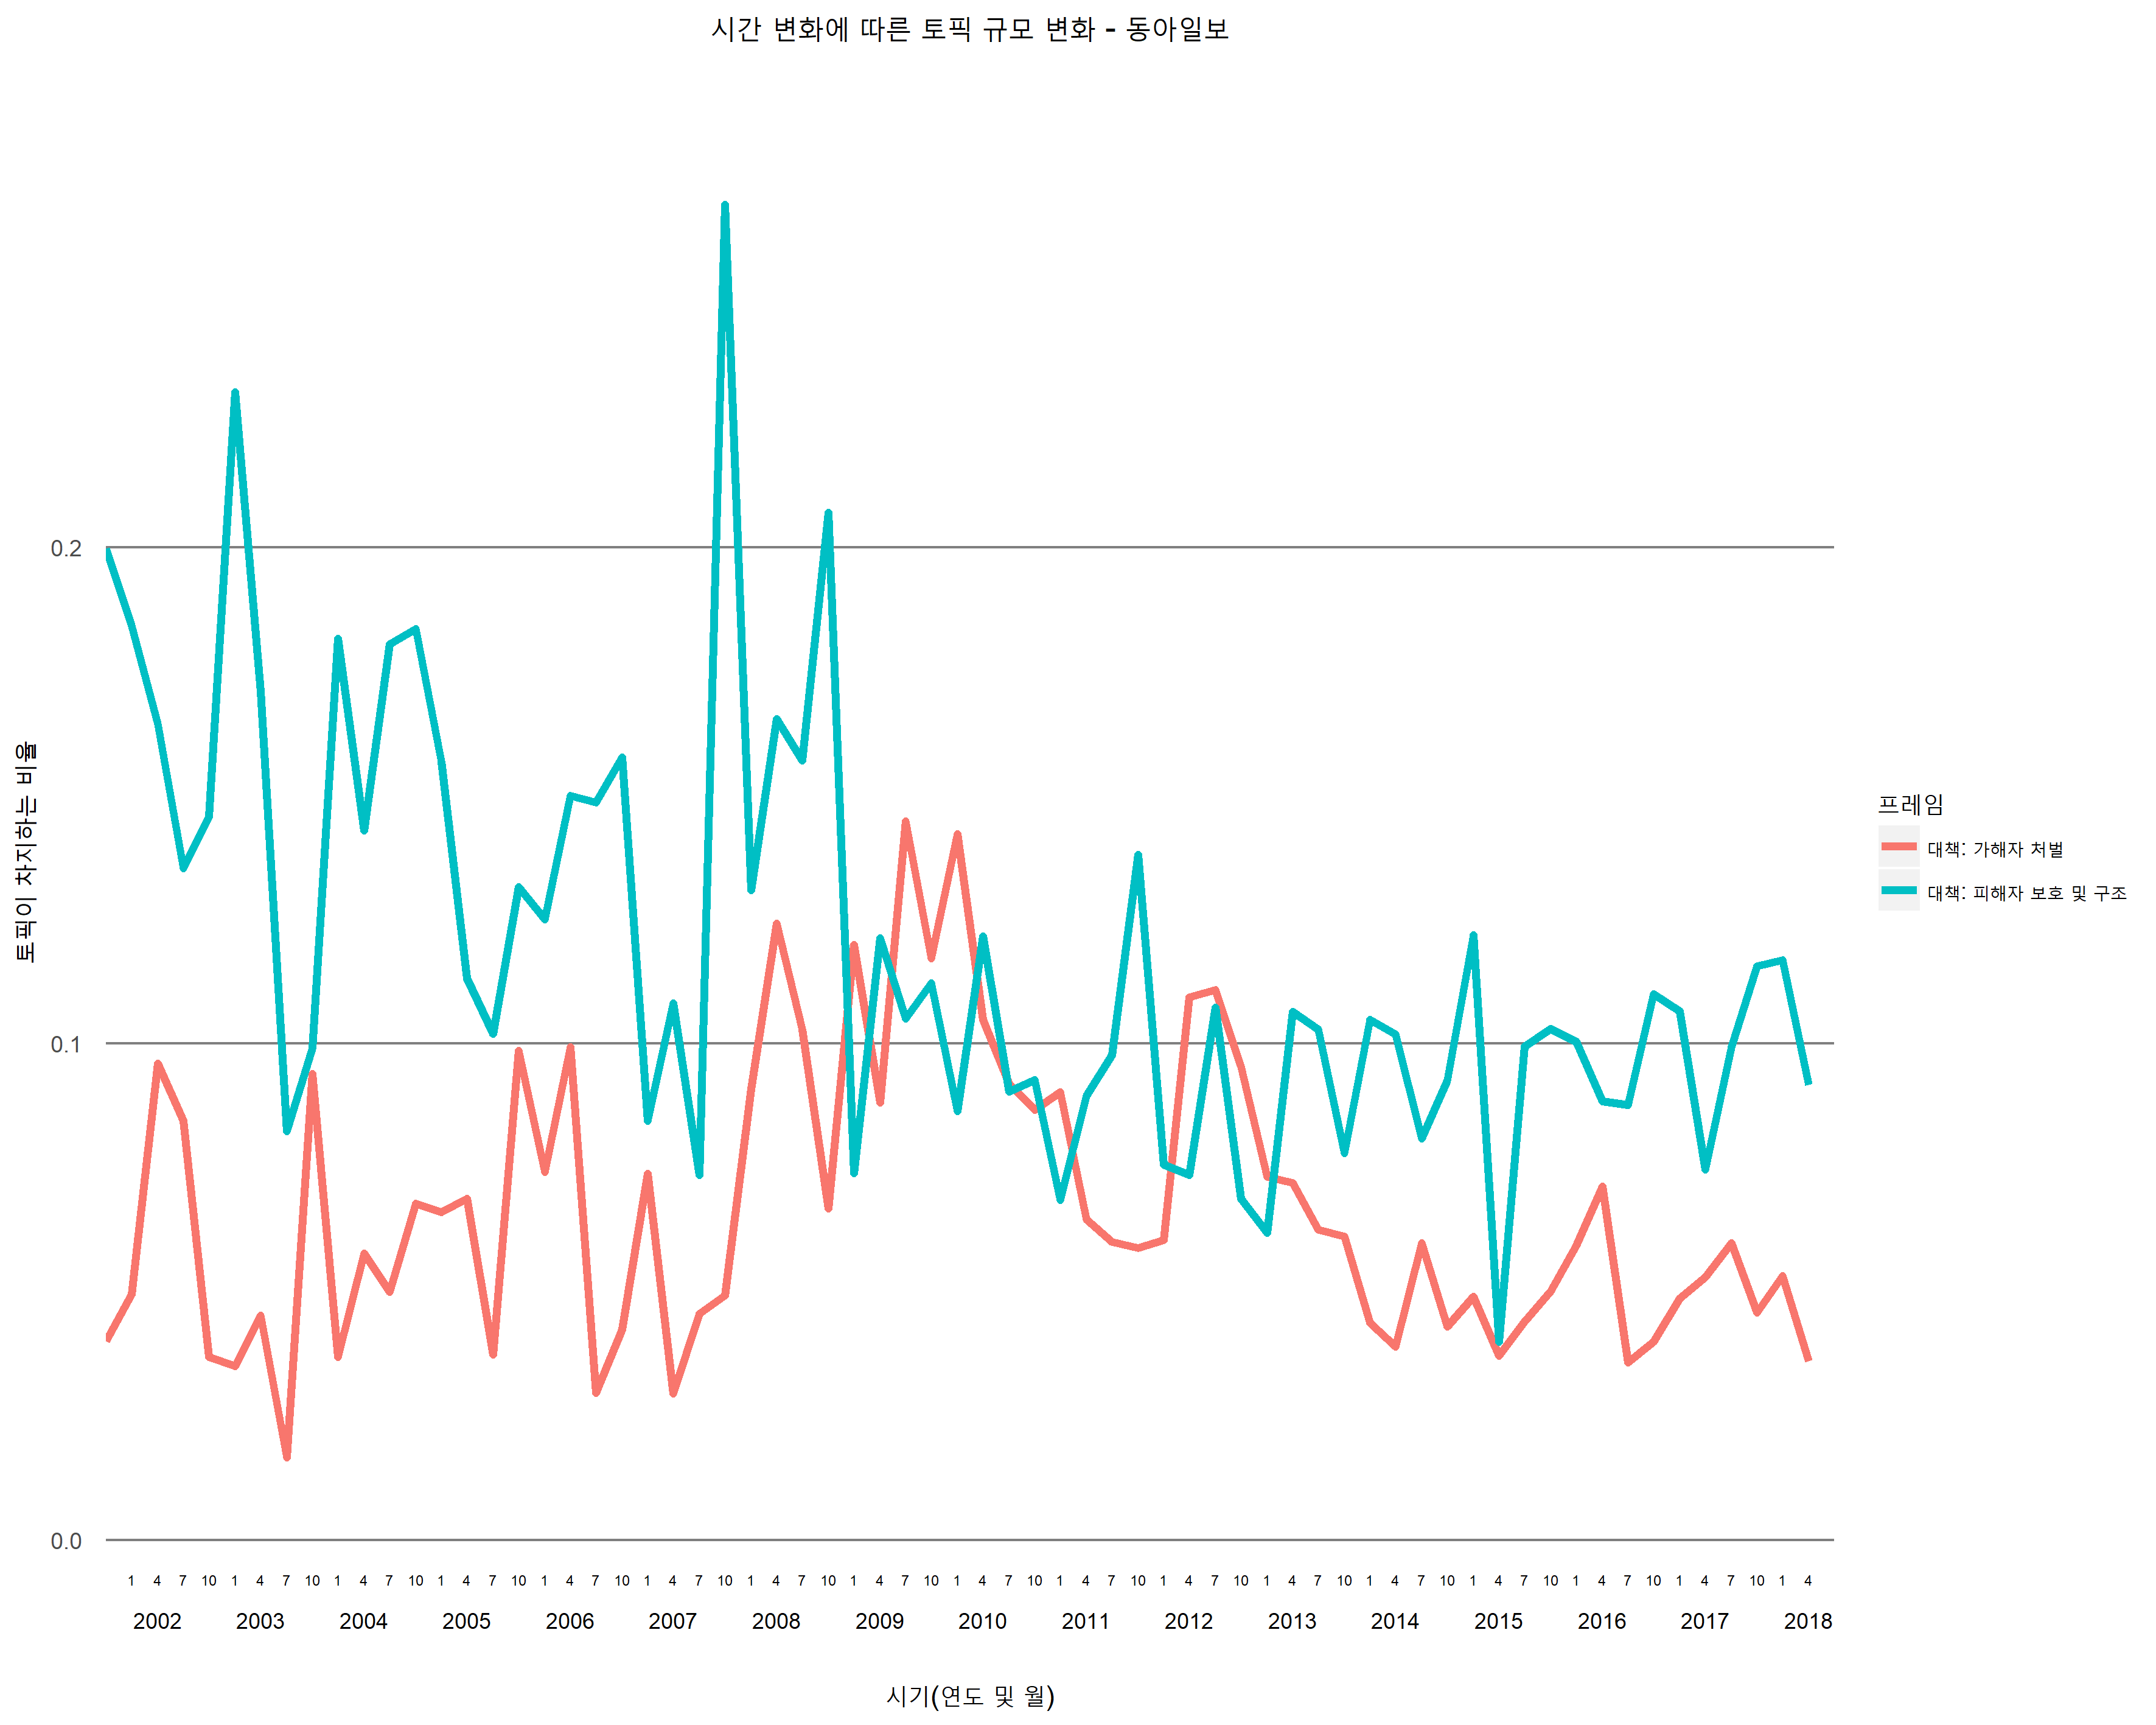 시간 변화에 따른 토픽 규모 변화 - 동아일보
토픽이 차지하는 비율
0.2
0.1
0.0
프레임
대책: 가해자 처벌
대책: 피해자 보호 및 구조
1 4 7 10 1 4 7 10 1 4 7 10 1 4 7 10 1 4 7 10 1 4 7 10 1 4 7 10 1 4 7 10 1 4 7 10 1 4 7 10 1 4 7 10 1 4 7 10 1 4 7 10 1 4 7 10 1 4 7 10 1 4 7 10 1 4
2002 2003 2004 2005 2006 2007 2008 2009 2010 2011 2012 2013 2014 2015 2016 2017 2018
시기(연도 및 월)